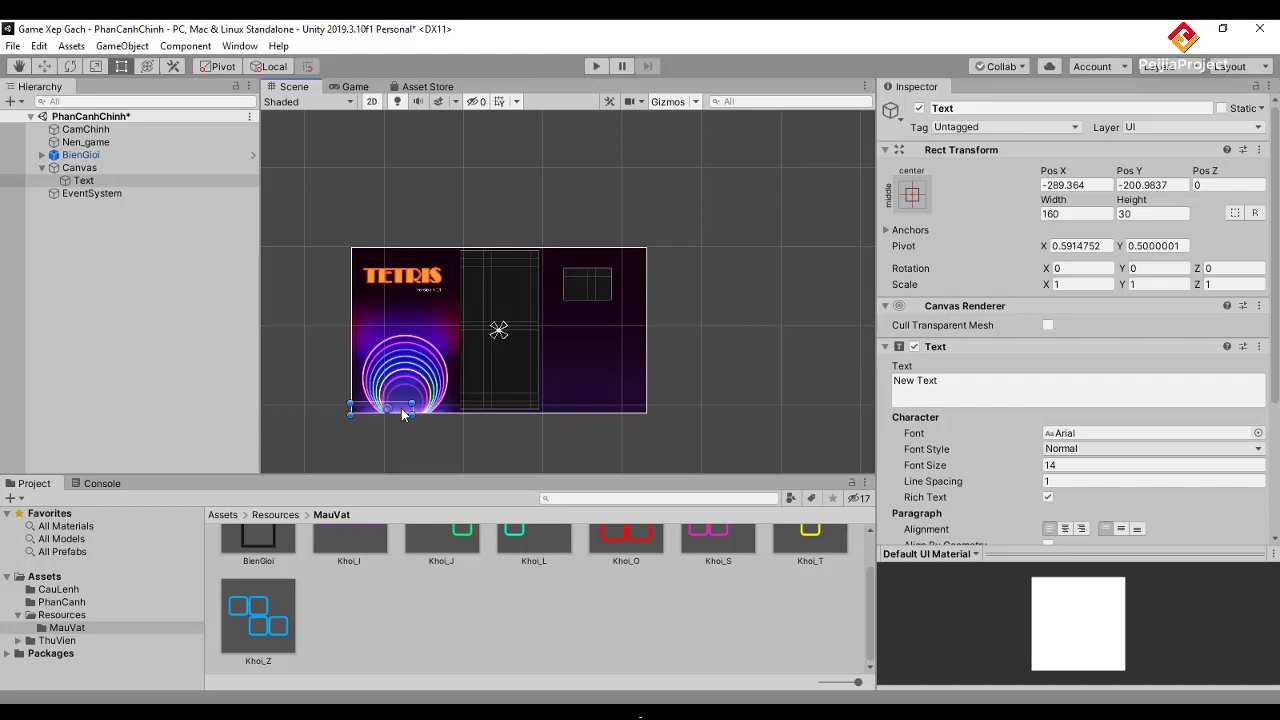 Game Xep Gach - PhanCanhChinh - PC, Mac & Linux Standalone - Unity 2019.3.10f1 Personal* <DX11>
File Edit Assets GameObject Component Window Help
Pivot Local Collab Account Layers Layout
PeijiaProject
Hierarchy
All
PhanCanhChinh*
CamChinh
Nen_game
BienGioi
Canvas
Text
EventSystem
Scene Game Asset Store
Shaded 2D 0 Gizmos All
TETRIS
Inspector
Text Static
Tag Untagged Layer UI
Rect Transform
center
middle
Pos X Pos Y Pos Z
-289.364 -200.9837 0
Width Height
160 30
R
Anchors
Pivot X 0.5914752 Y 0.5000001
Rotation X 0 Y 0 Z 0
Scale X 1 Y 1 Z 1
Canvas Renderer
Cull Transparent Mesh
Text
Text
New Text
Character
Font Arial
Font Style Normal
Font Size 14
Line Spacing 1
Rich Text
Paragraph
Alignment
Default UI Material
Project Console
17
Favorites
All Materials
All Models
All Prefabs
Assets
CauLenh
PhanCanh
Resources
MauVat
ThuVien
Packages
Assets Resources MauVat
BienGioi Khoi_I Khoi_J Khoi_L Khoi_O Khoi_S Khoi_T
Khoi_Z